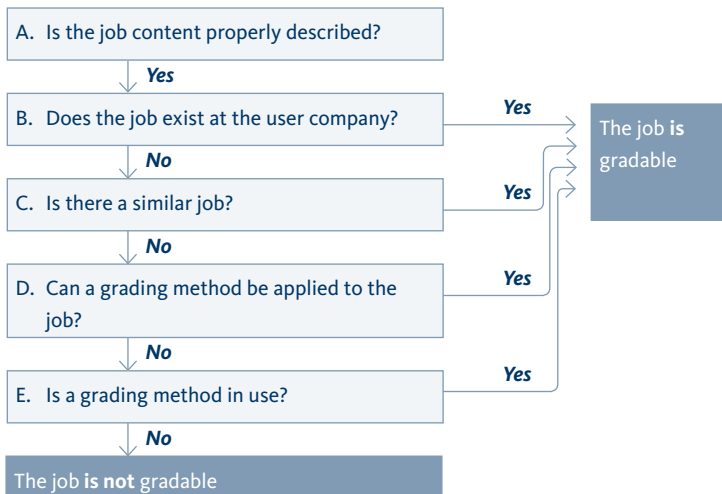 A. Is the job content properly described?
Yes
B. Does the job exist at the user company?
Yes
The job is
gradable
No
C. Is there a similar job?
Yes
No
D. Can a grading method be applied to the
job?
Yes
No
E. Is a grading method in use?
Yes
No
The job is not gradable